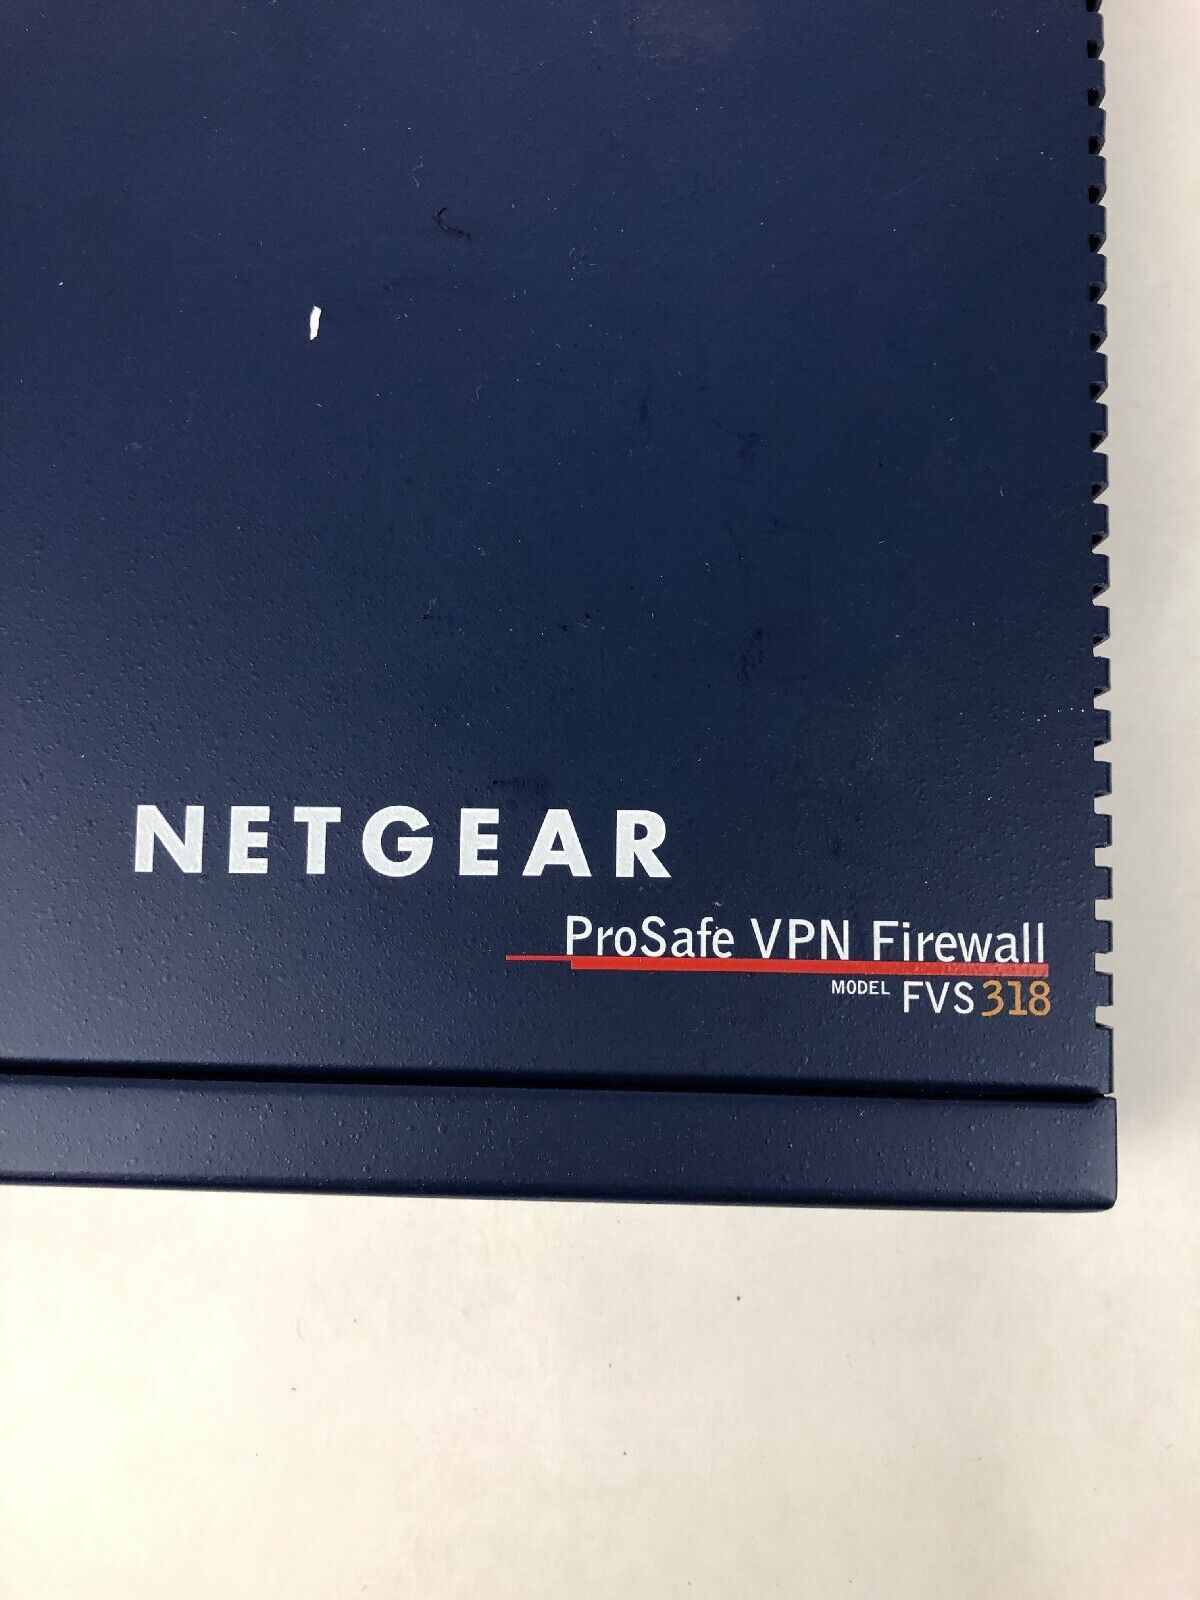 NETGEAR
ProSafe VPN Firewall
MODEL FVS318